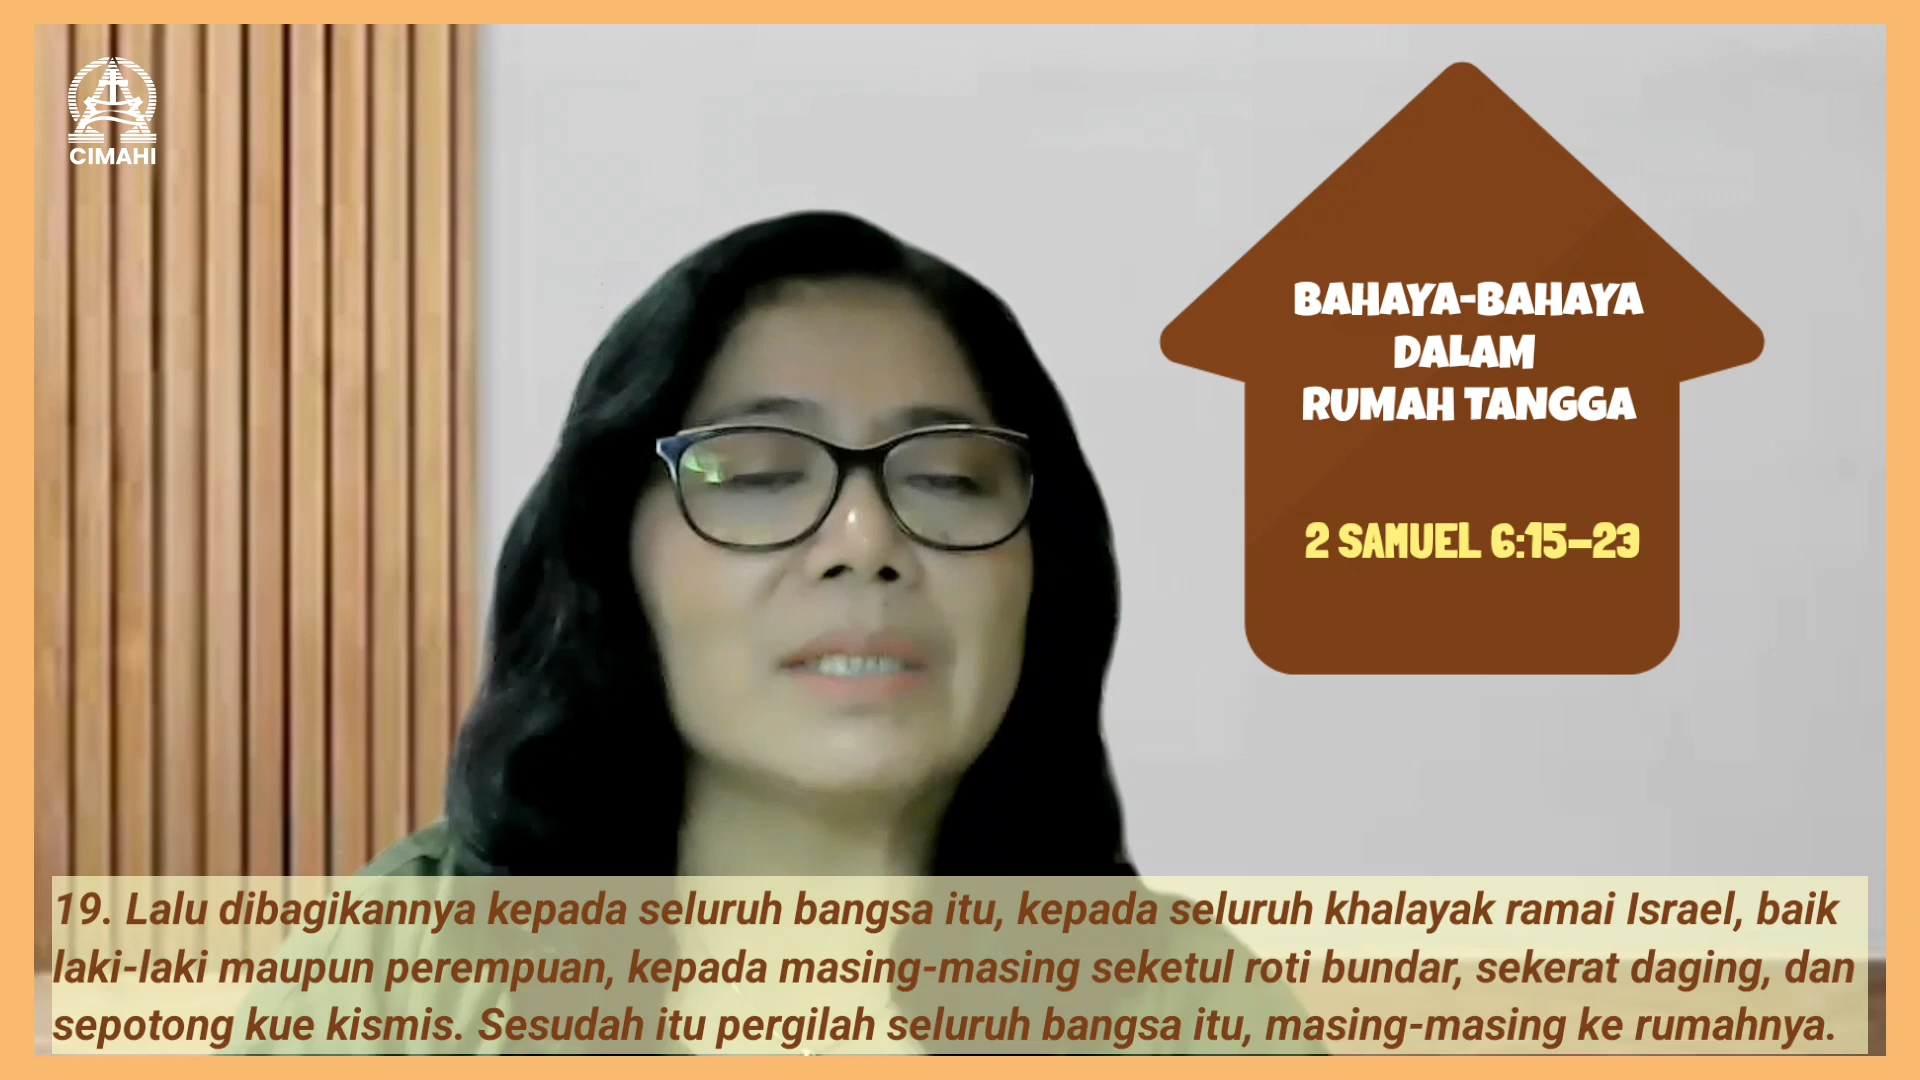 CIMAHI
BAHAYA-BAHAYA
DALAM
RUMAH TANGGA
2 SAMUEL 6:15–23
19. Lalu dibagikannya kepada seluruh bangsa itu, kepada seluruh khalayak ramai Israel, baik
laki-laki maupun perempuan, kepada masing-masing seketul roti bundar, sekerat daging, dan
sepotong kue kismis. Sesudah itu pergilah seluruh bangsa itu, masing-masing ke rumahnya.